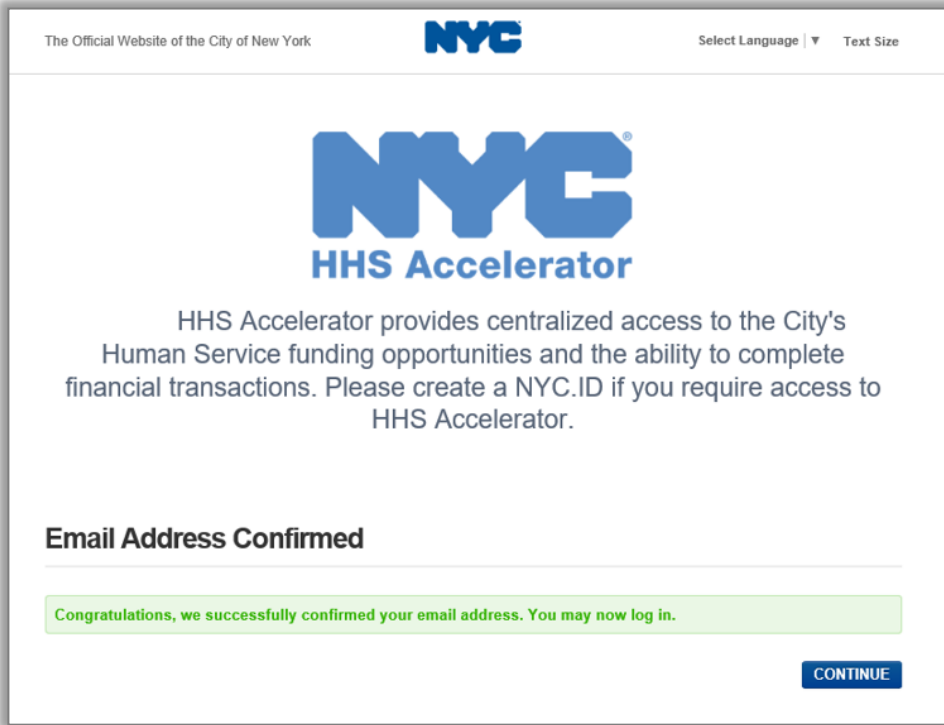 The Official Website of the City of New York
NYC
Select Language | ▼
Text Size
NYC®
HHS Accelerator
HHS Accelerator provides centralized access to the City's
Human Service funding opportunities and the ability to complete
financial transactions. Please create a NYC.ID if you require access to
HHS Accelerator.
Email Address Confirmed
Congratulations, we successfully confirmed your email address. You may now log in.
CONTINUE